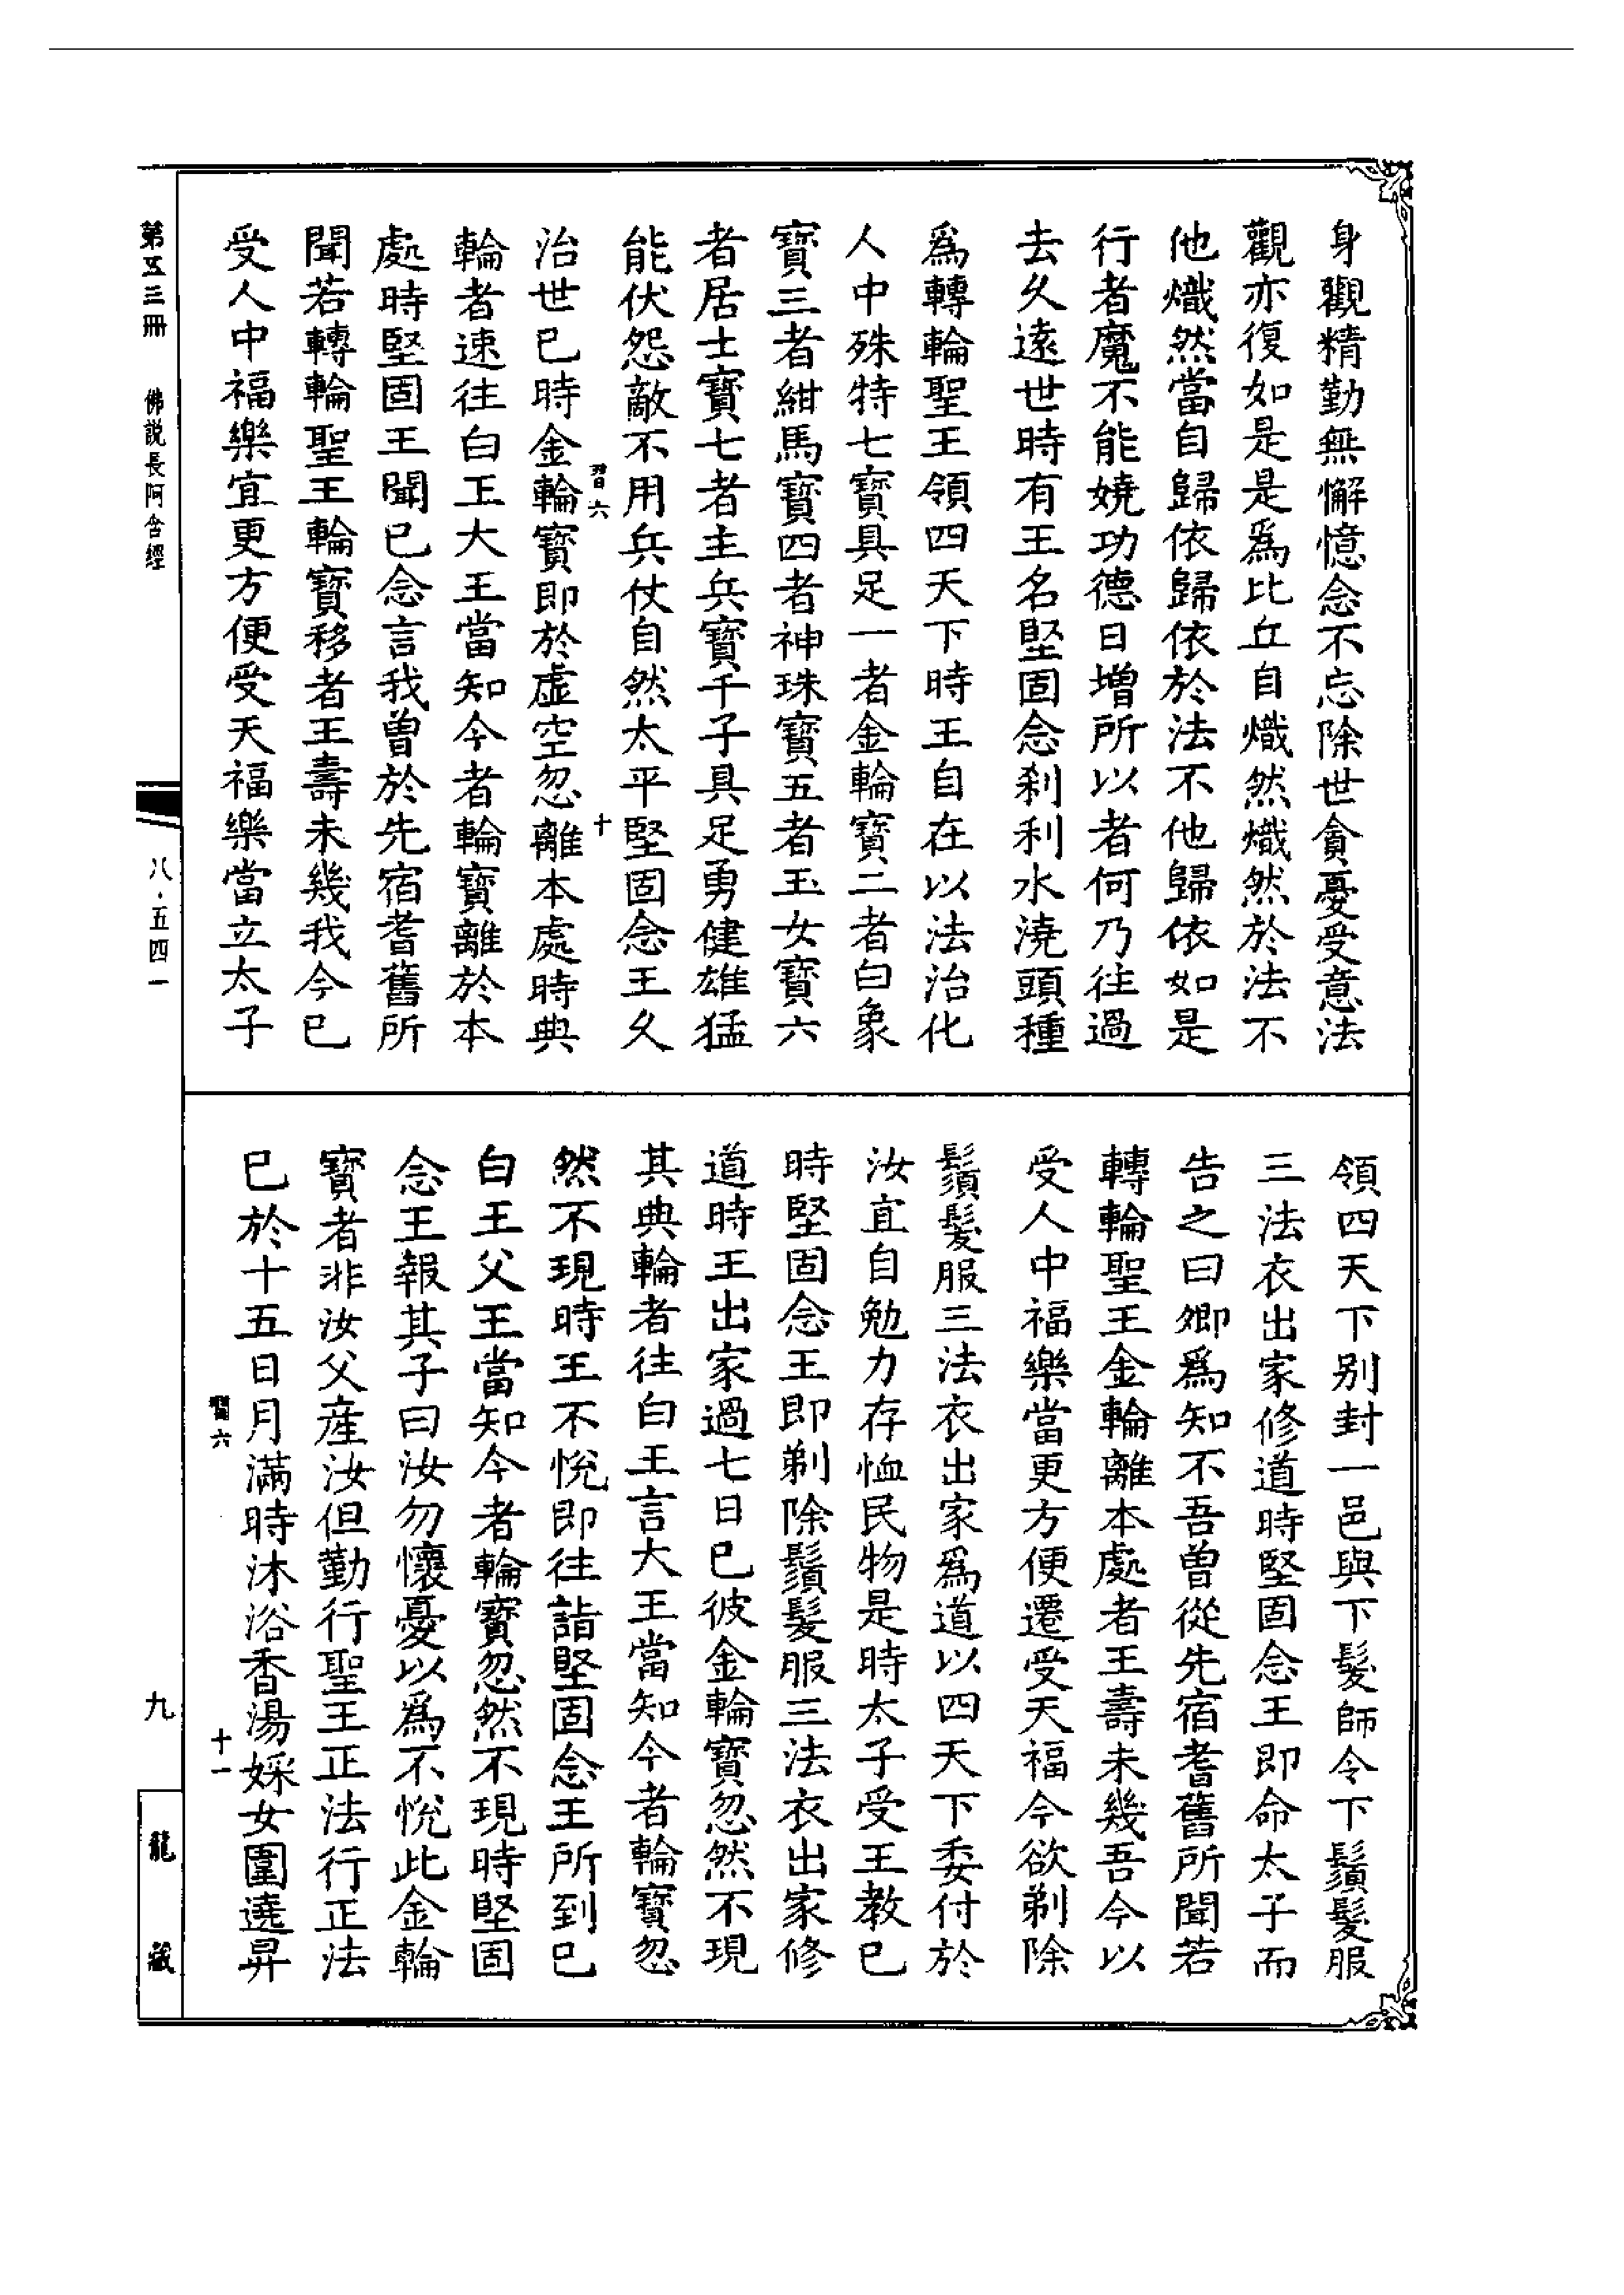 身觀精勤無懈憶念不忘除世貪憂受意法
觀亦復如是是爲比丘自熾然熾然於法不
他熾然當自歸依歸依於法不他歸依如是
行者魔不能嬈功德日增所以者何乃往過
去久遠世時有王名堅固念刹利水澆頭種
爲轉輪聖王領四天下時王自在以法治化
人中殊特七寶具足一者金輪寶二者白象
寶三者紺馬寶四者神珠寶五者玉女寶六
者居士寶七者主兵寶千子具足勇健雄猛
能伏怨敵不用兵仗自然太平堅固念王久
習六 十
治世已時金輪寶即於虛空忽離本處時典
輪者速往白王大王當知今者輪寶離於本
處時堅固王聞已念言我曾於先宿耆舊所
聞若轉輪聖王輪寶移者王壽未幾我今已
受人中福樂宜更方便受天福樂當立太子
領四天下别封一邑與下髮師令下鬚髮服
三法衣出家修道時堅固念王即命太子而
告之曰卿爲知不吾曾從先宿耆舊所聞若
轉輪聖王金輪離本處者王壽未幾吾今以
受人中福樂當更方便遷受天福今欲剃除
鬚髮服三法衣出家爲道以四天下委付於
汝宜自勉力存恤民物是時太子受王教已
時堅固念王即剃除鬚髮服三法衣出家修
道時王出家過七日已彼金輪寶忽然不現
其典輪者往白王言大王當知今者輪寶忽
然不現時王不悅即往詣堅固念王所到已
白王父王當知今者輪寶忽然不現時堅固
念王報其子曰汝勿懷憂以爲不悅此金輪
寶者非汝父産汝但勤行聖王正法行正法
已於十五日月滿時沐浴香湯婇女圍遶昇
習六 十一
第五三冊 佛説長阿含經
八·五四一
九
龍藏